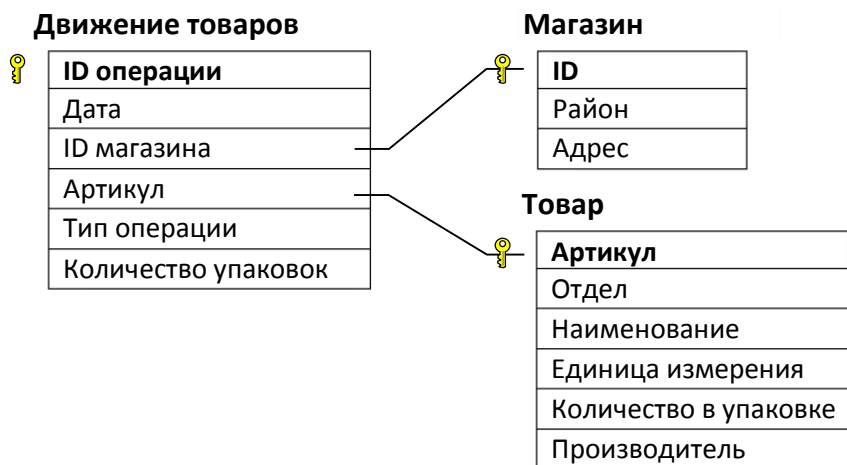 Движение товаров
ID операции
Дата
ID магазина
Артикул
Тип операции
Количество упаковок
Магазин
ID
Район
Адрес
Товар
Артикул
Отдел
Наименование
Единица измерения
Количество в упаковке
Производитель